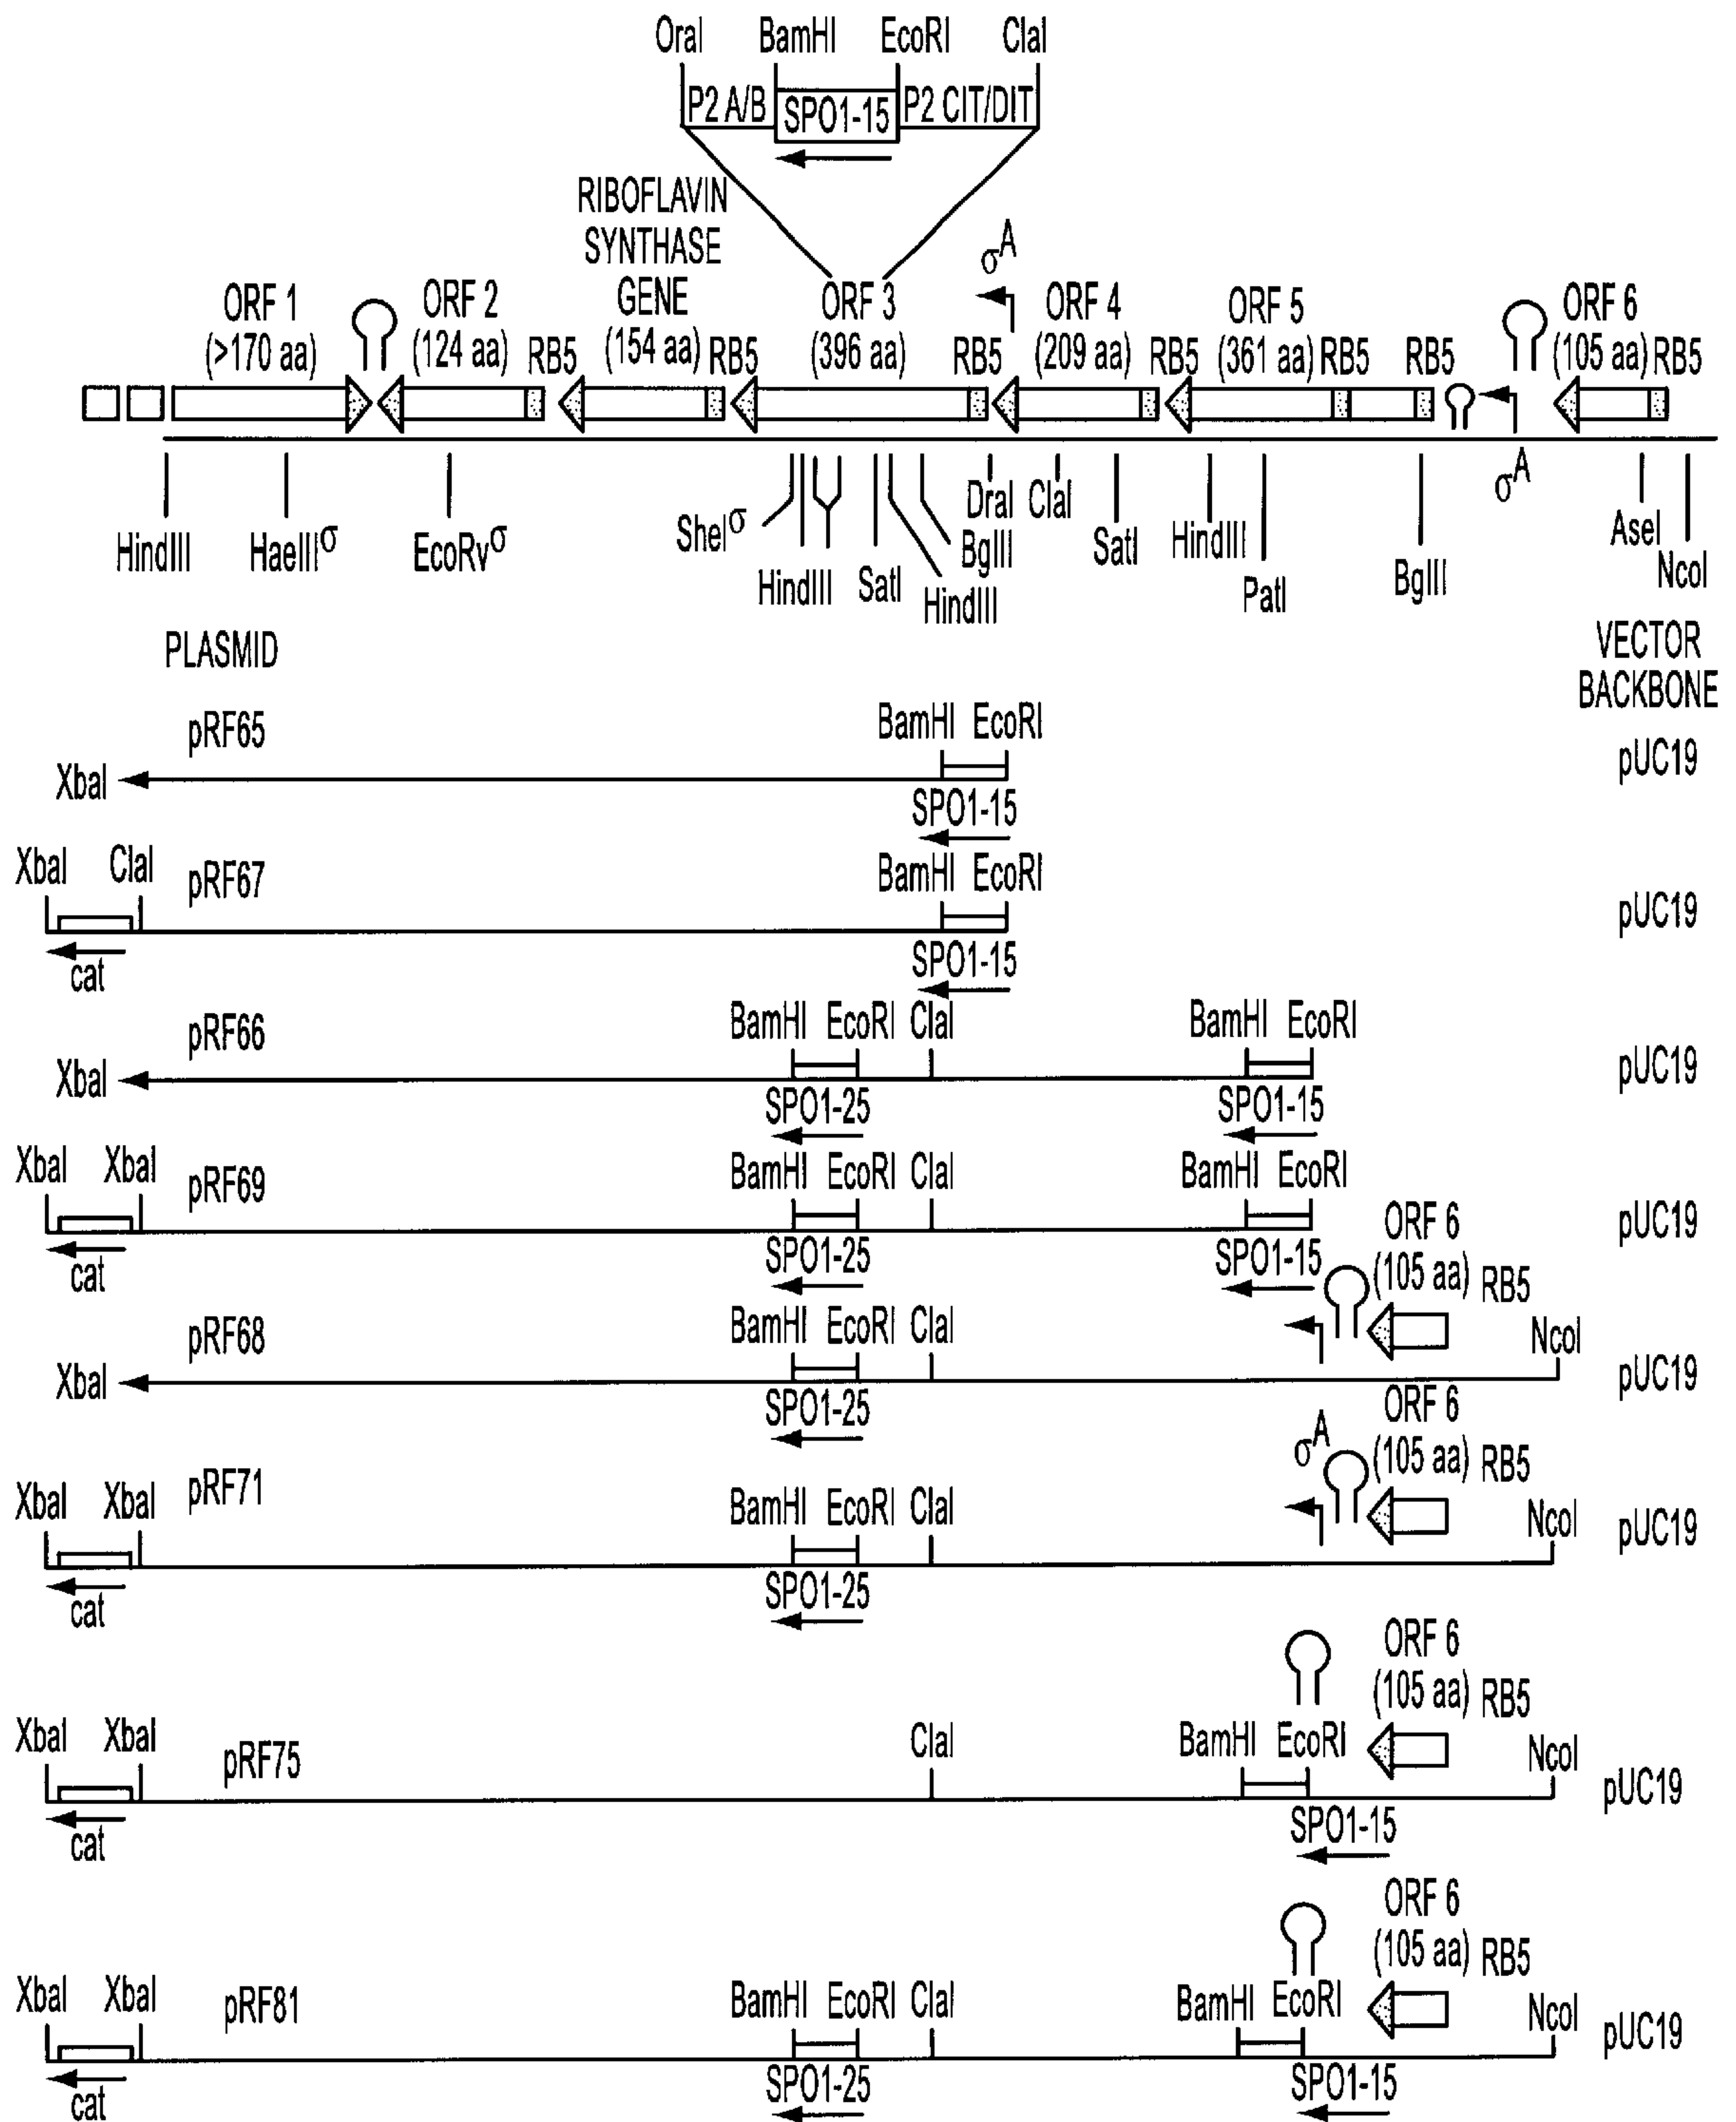 OraI BamHI EcoRI ClaI
P2 A/B SPO1-15 P2 CIT/DIT
RIBOFLAVIN
SYNTHASE
GENE
(154 aa)
ORF 1
(>170 aa)
ORF 2
(124 aa)
RB5
RB5
ORF 3
(396 aa)
RB5
σA
ORF 4
(209 aa)
RB5
ORF 5
(361 aa)
RB5
RB5
ORF 6
(105 aa)
RB5
σA
HindIII
HaeIIIσ
EcoRvσ
SheIσ
HindIII
SatI
HindIII
BglII
DraI
ClaI
SatI
HindIII
PatI
BglII
AseI
NcoI
PLASMID
VECTOR
BACKBONE
pRF65
BamHI EcoRI
pUC19
XbaI
SPO1-15
XbaI ClaI
pRF67
BamHI EcoRI
pUC19
cat
SPO1-15
pRF66
BamHI EcoRI ClaI
BamHI EcoRI
pUC19
XbaI
SPO1-25
SPO1-15
XbaI XbaI
pRF69
BamHI EcoRI ClaI
BamHI EcoRI
pUC19
cat
SPO1-25
SPO1-15
ORF 6
(105 aa) RB5
pRF68
BamHI EcoRI ClaI
NcoI
pUC19
XbaI
SPO1-25
ORF 6
σA
(105 aa) RB5
XbaI XbaI
pRF71
BamHI EcoRI ClaI
NcoI
pUC19
cat
SPO1-25
ORF 6
(105 aa) RB5
XbaI XbaI
pRF75
ClaI
BamHI EcoRI
NcoI
pUC19
cat
SPO1-15
ORF 6
(105 aa) RB5
XbaI XbaI
pRF81
BamHI EcoRI ClaI
BamHI EcoRI
NcoI
pUC19
cat
SPO1-25
SPO1-15